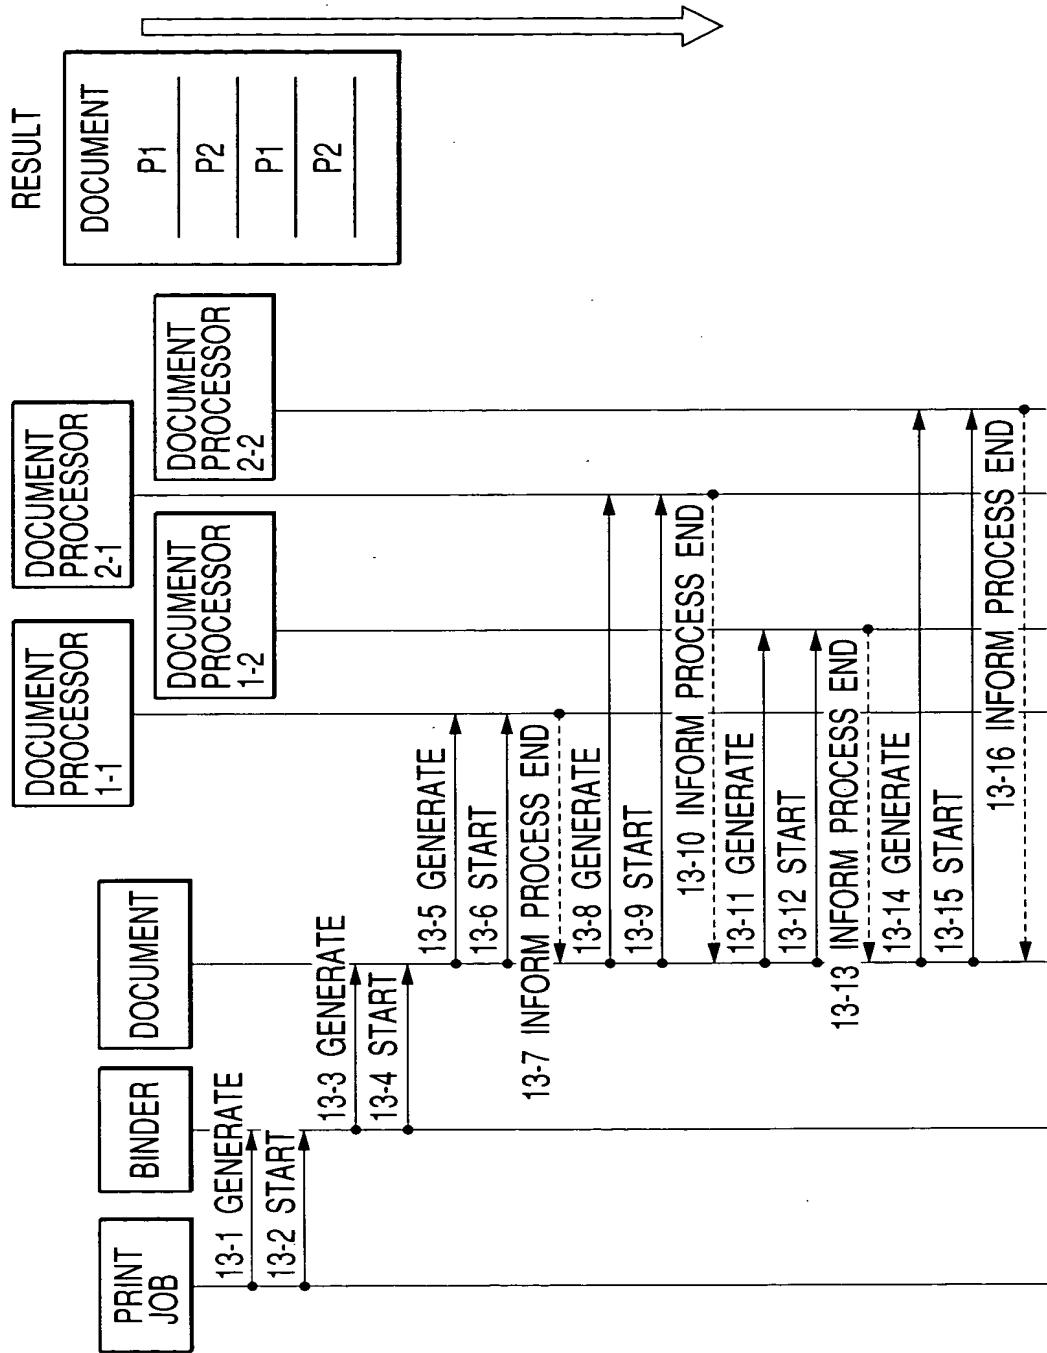 PRINT
JOB
BINDER
DOCUMENT
DOCUMENT
PROCESSOR
1-1
DOCUMENT
PROCESSOR
1-2
DOCUMENT
PROCESSOR
2-1
DOCUMENT
PROCESSOR
2-2
RESULT
DOCUMENT
P1
P2
P1
P2
13-1 GENERATE
13-2 START
13-3 GENERATE
13-4 START
13-5 GENERATE
13-6 START
13-7 INFORM PROCESS END
13-8 GENERATE
13-9 START
13-10 INFORM PROCESS END
13-11 GENERATE
13-12 START
13-13 INFORM PROCESS END
13-14 GENERATE
13-15 START
13-16 INFORM PROCESS END